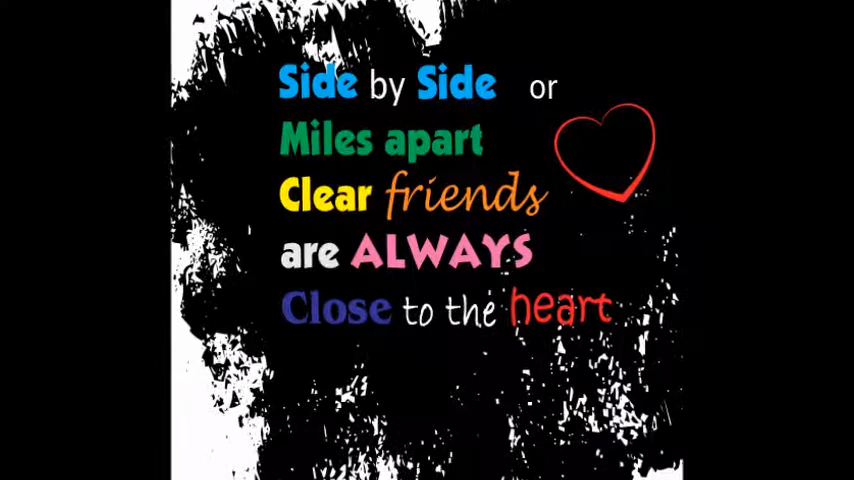 Side by Side or
Miles apart
Clear friends
are ALWAYS
Close to the heart